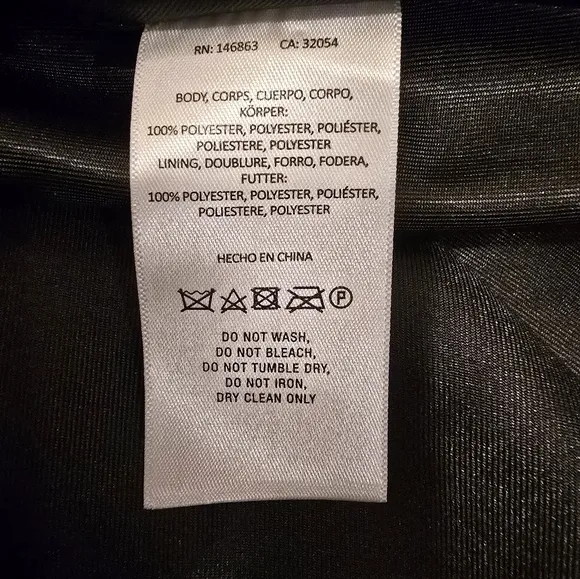 RN: 146863 CA: 32054
BODY, CORPS, CUERPO, CORPO,
KÖRPER:
100% POLYESTER, POLYESTER, POLIÉSTER,
POLIESTERE, POLYESTER
LINING, DOUBLURE, FORRO, FODERA,
FUTTER:
100% POLYESTER, POLYESTER, POLIÉSTER,
POLIESTERE, POLYESTER
HECHO EN CHINA
P
DO NOT WASH,
DO NOT BLEACH,
DO NOT TUMBLE DRY,
DO NOT IRON,
DRY CLEAN ONLY